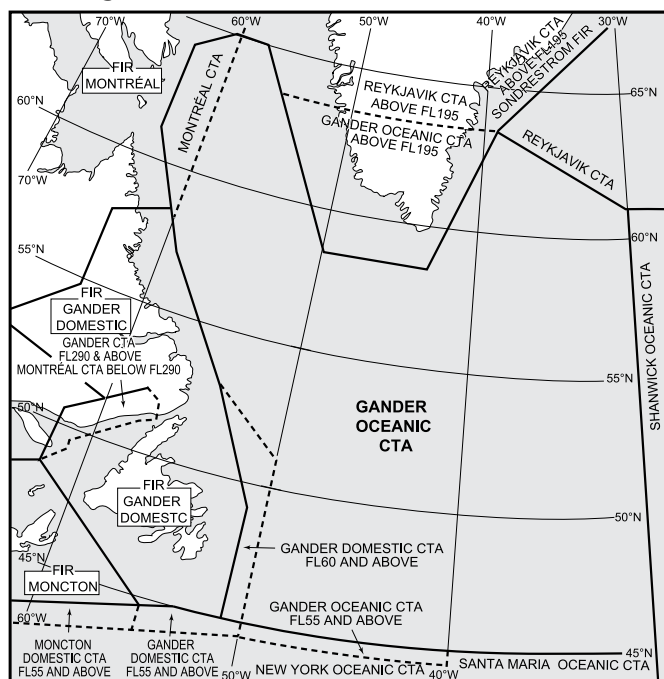 70°W
60°W
50°W
40°W
30°W
FIR
MONTRÉAL
MONTRÉAL CTA
REYKJAVIK CTA
ABOVE FL195
REYKJAVIK CTA
ABOVE FL195
SONDRESTROM FIR
65°N
60°N
GANDER OCEANIC CTA
ABOVE FL195
REYKJAVIK CTA
70°W
60°N
55°N
FIR
GANDER
DOMESTIC
GANDER CTA
FL290 & ABOVE
MONTRÉAL CTA BELOW FL290
SHANWICK OCEANIC CTA
55°N
50°N
GANDER
OCEANIC
CTA
FIR
GANDER
DOMESTC
50°N
45°N
FIR
MONCTON
GANDER DOMESTIC CTA
FL60 AND ABOVE
60°W
GANDER OCEANIC CTA
FL55 AND ABOVE
MONCTON
DOMESTIC CTA
FL55 AND ABOVE
GANDER
DOMESTIC CTA
FL55 AND ABOVE
50°W
NEW YORK OCEANIC CTA
40°W
SANTA MARIA OCEANIC CTA
45°N